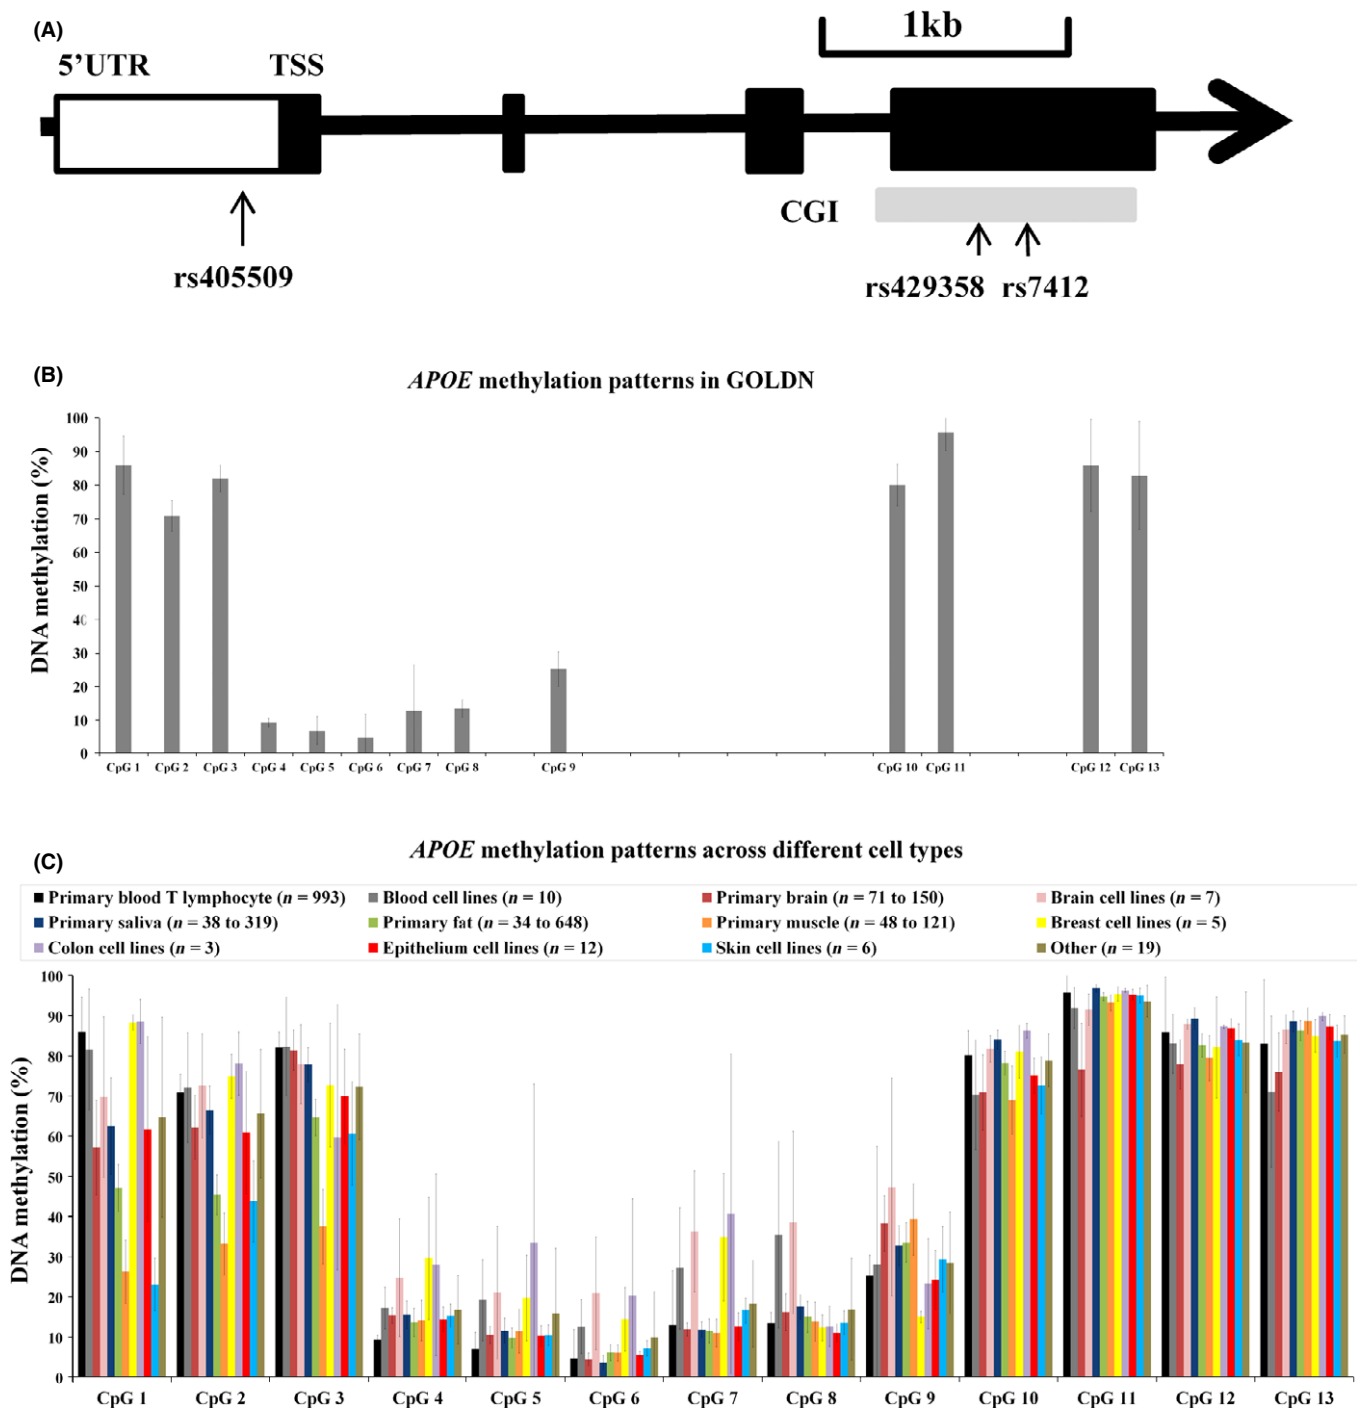 (A)
1kb
5’UTR TSS
CGI
rs405509
rs429358 rs7412
(B)
APOE methylation patterns in GOLDN
DNA methylation (%)
100
90
80
70
60
50
40
30
20
10
0
CpG 1 CpG 2 CpG 3 CpG 4 CpG 5 CpG 6 CpG 7 CpG 8 CpG 9 CpG 10 CpG 11 CpG 12 CpG 13
(C)
APOE methylation patterns across different cell types
Primary blood T lymphocyte (n = 993) Blood cell lines (n = 10) Primary brain (n = 71 to 150) Brain cell lines (n = 7)
Primary saliva (n = 38 to 319) Primary fat (n = 34 to 648) Primary muscle (n = 48 to 121) Breast cell lines (n = 5)
Colon cell lines (n = 3) Epithelium cell lines (n = 12) Skin cell lines (n = 6) Other (n = 19)
DNA methylation (%)
100
90
80
70
60
50
40
30
20
10
0
CpG 1 CpG 2 CpG 3 CpG 4 CpG 5 CpG 6 CpG 7 CpG 8 CpG 9 CpG 10 CpG 11 CpG 12 CpG 13